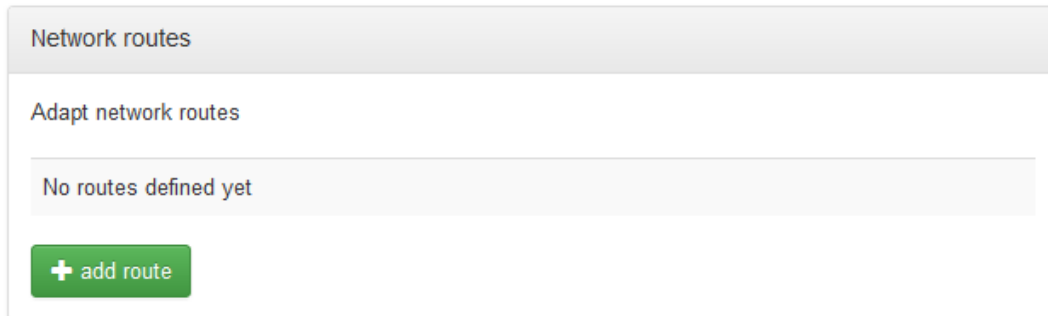 Network routes
Adapt network routes
No routes defined yet
add route